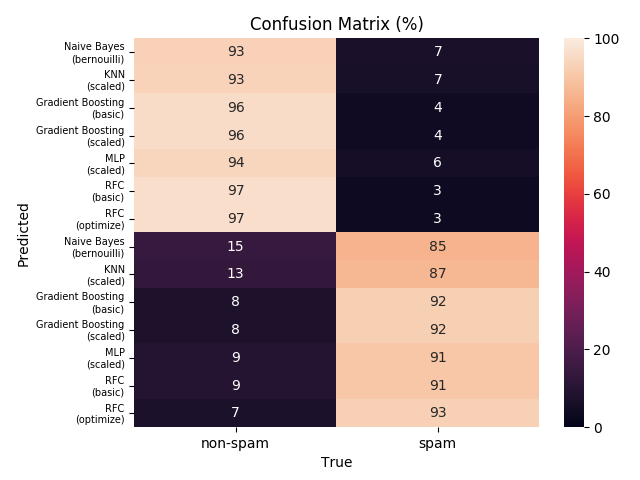 Confusion Matrix (%)
Naive Bayes
(bernouilli)
93
7
KNN
(scaled)
93
7
Gradient Boosting
(basic)
96
4
Gradient Boosting
(scaled)
96
4
MLP
(scaled)
94
6
RFC
(basic)
97
3
RFC
(optimize)
97
3
Naive Bayes
(bernouilli)
15
85
KNN
(scaled)
13
87
Gradient Boosting
(basic)
8
92
Gradient Boosting
(scaled)
8
92
MLP
(scaled)
9
91
RFC
(basic)
9
91
RFC
(optimize)
7
93
Predicted
non-spam
spam
True
100
80
60
40
20
0